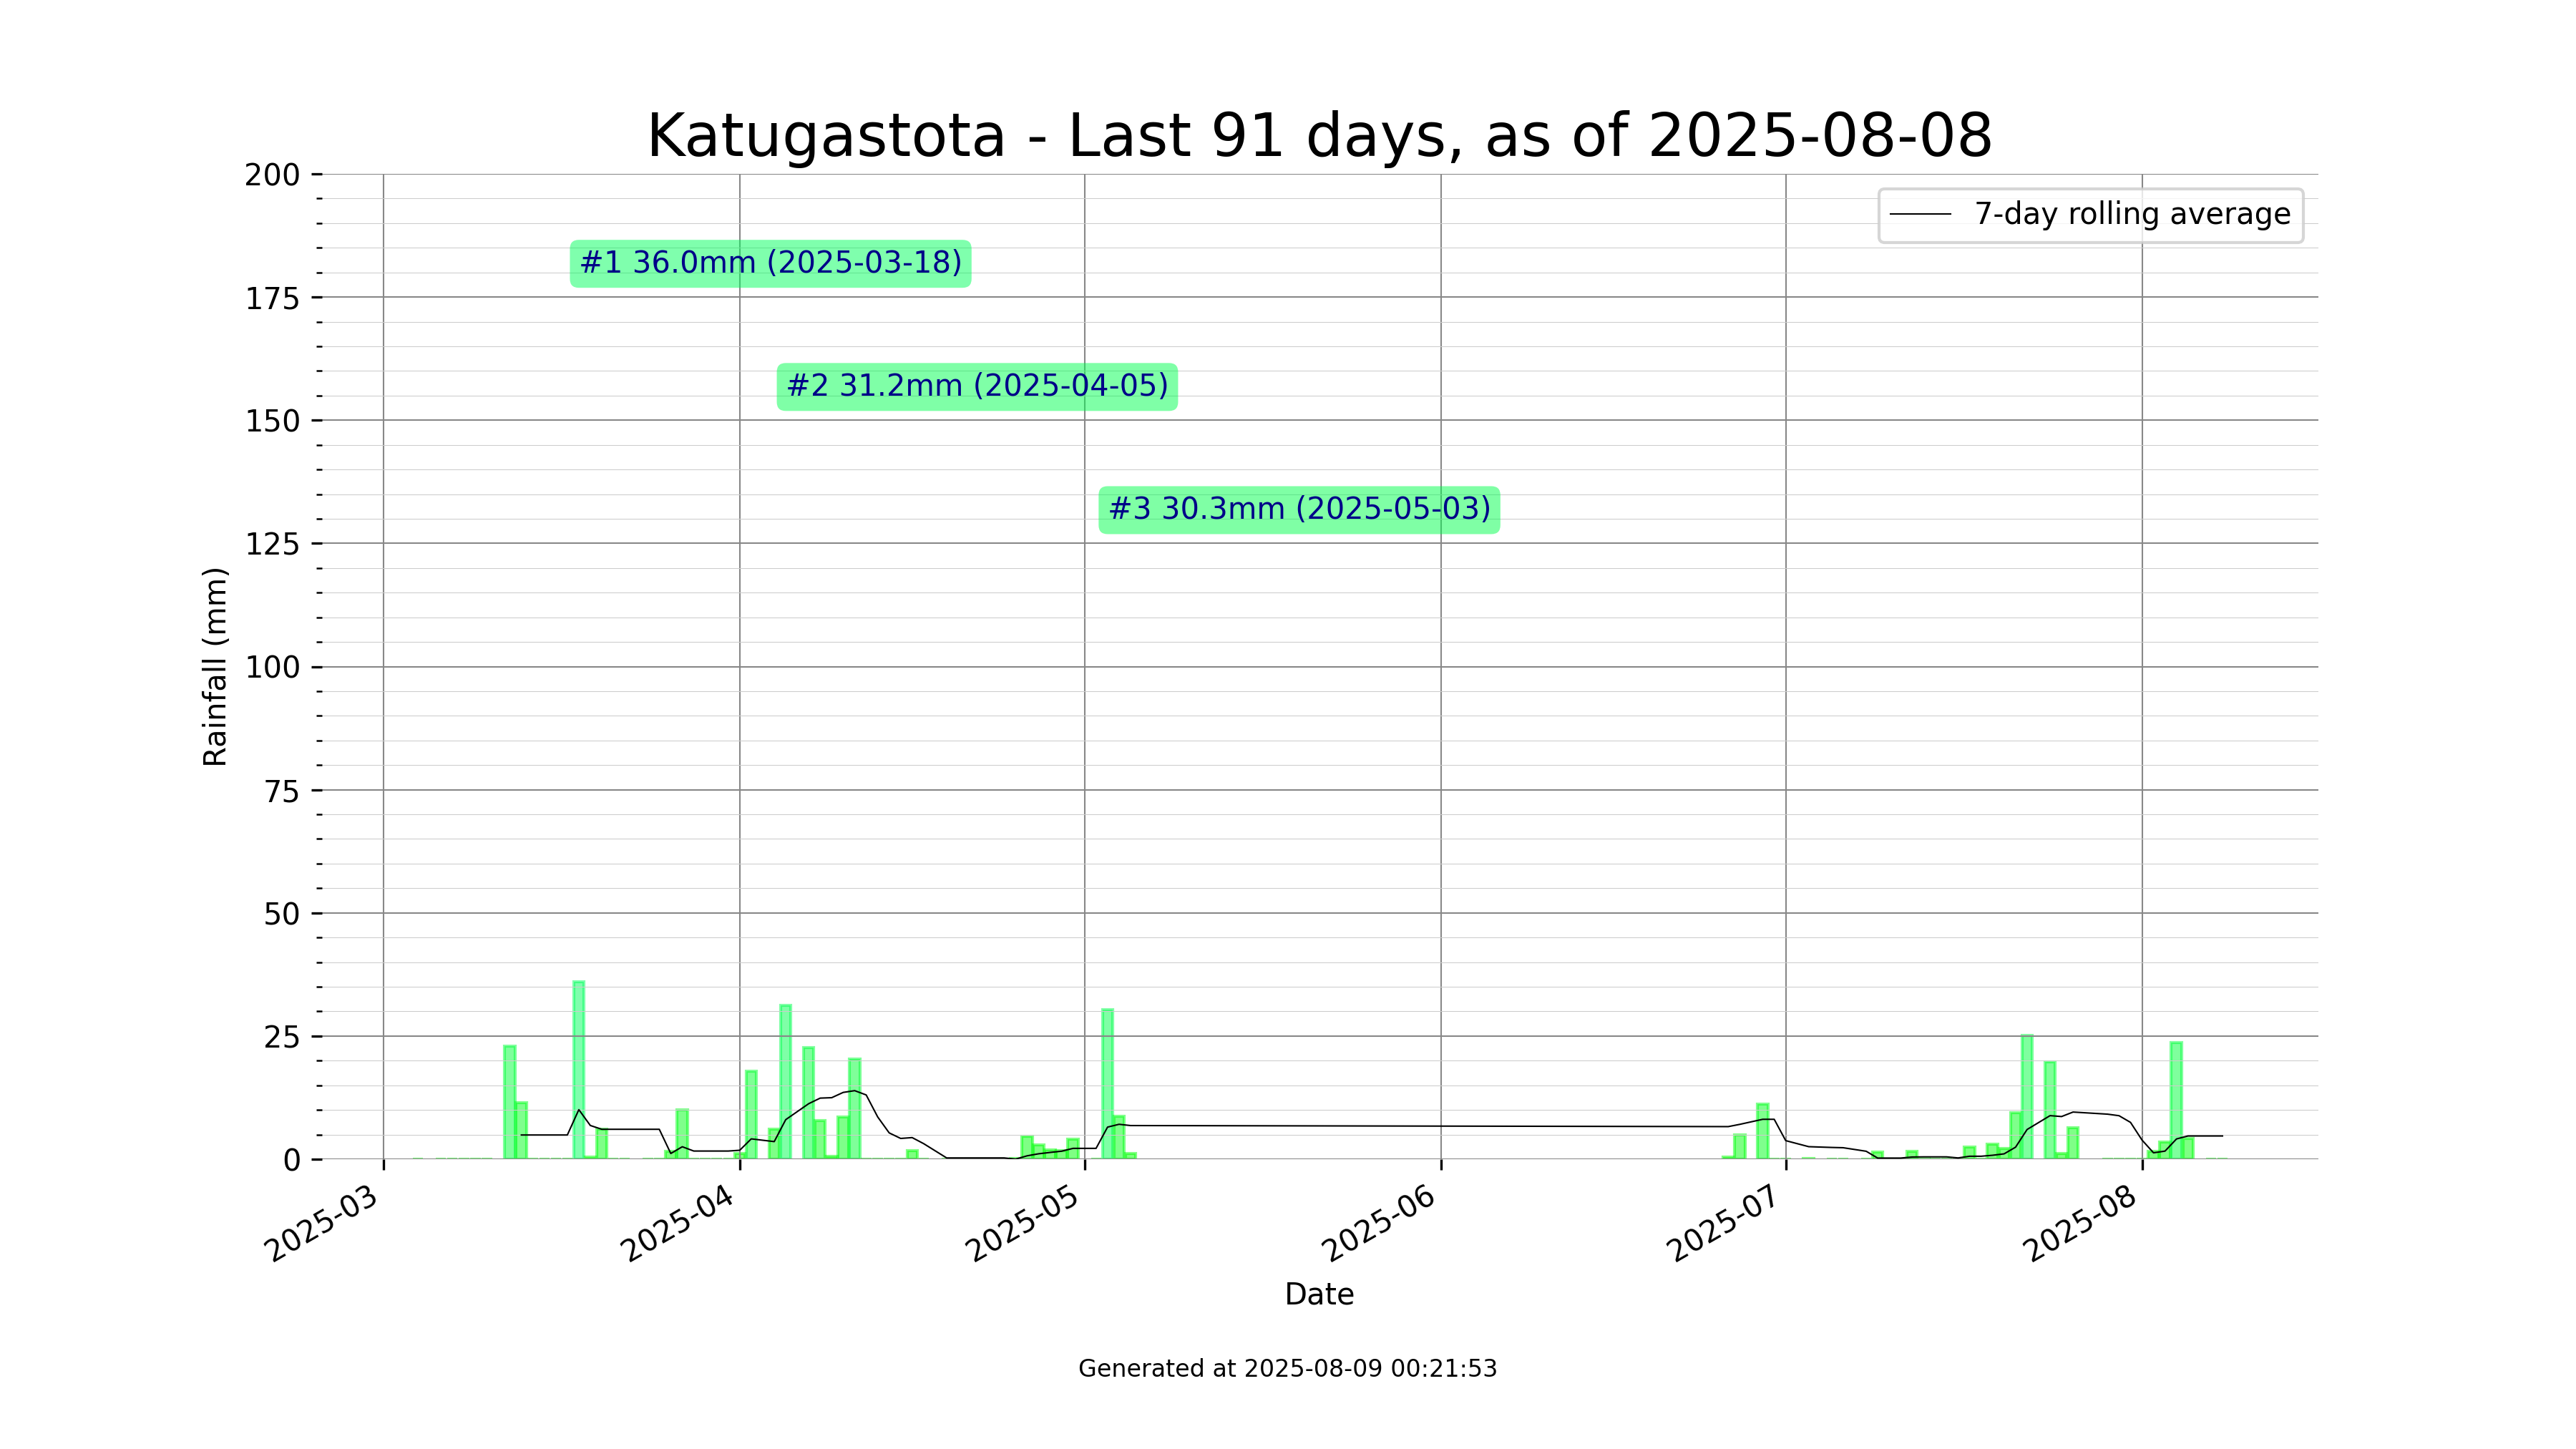 Katugastota - Last 91 days, as of 2025-08-08
200
175
150
125
100
75
50
25
0
Rainfall (mm)
7-day rolling average
#1 36.0mm (2025-03-18)
#2 31.2mm (2025-04-05)
#3 30.3mm (2025-05-03)
2025-03
2025-04
2025-05
2025-06
2025-07
2025-08
Date
Generated at 2025-08-09 00:21:53